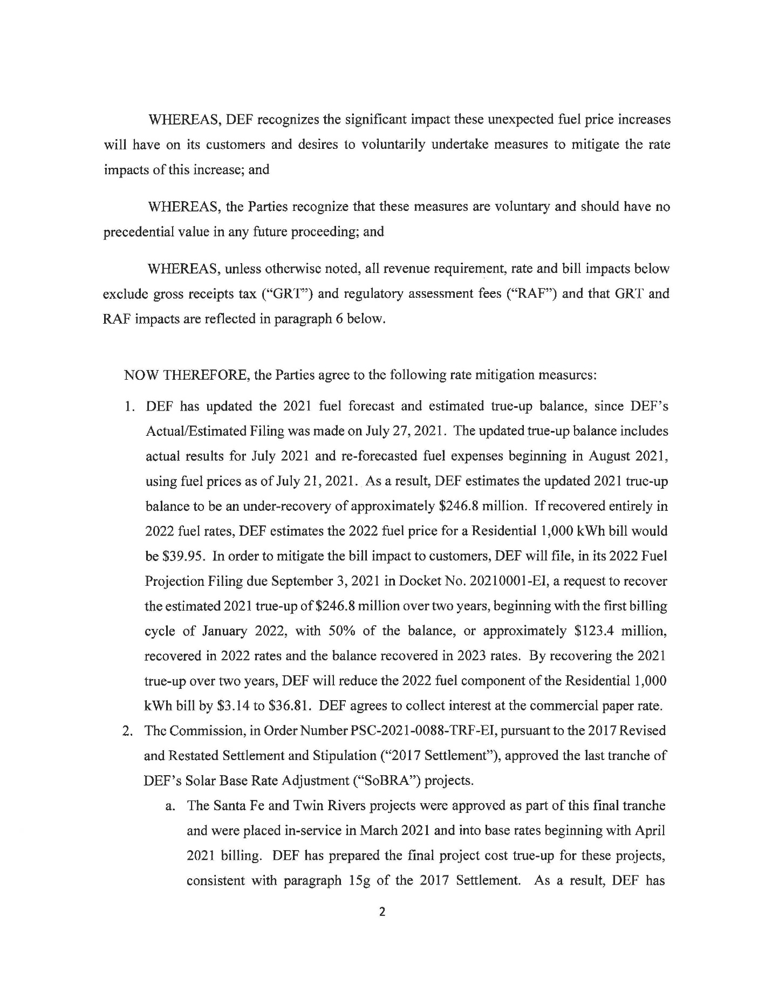 WHEREAS, DEF recognizes the significant impact these unexpected fuel price increases
will have on its customers and desires to voluntarily undertake measures to mitigate the rate
impacts of this increase; and
WHEREAS, the Parties recognize that these measures are voluntary and should have no
precedential value in any future proceeding; and
WHEREAS, unless otherwise noted, all revenue requirement, rate and bill impacts below
exclude gross receipts tax (“GRT”) and regulatory assessment fees (“RAF”) and that GRT and
RAF impacts are reflected in paragraph 6 below.
NOW THEREFORE, the Parties agree to the following rate mitigation measures:
1. DEF has updated the 2021 fuel forecast and estimated true-up balance, since DEF’s
Actual/Estimated Filing was made on July 27, 2021. The updated true-up balance includes
actual results for July 2021 and re-forecasted fuel expenses beginning in August 2021,
using fuel prices as of July 21, 2021. As a result, DEF estimates the updated 2021 true-up
balance to be an under-recovery of approximately $246.8 million. If recovered entirely in
2022 fuel rates, DEF estimates the 2022 fuel price for a Residential 1,000 kWh bill would
be $39.95. In order to mitigate the bill impact to customers, DEF will file, in its 2022 Fuel
Projection Filing due September 3, 2021 in Docket No. 20210001-EI, a request to recover
the estimated 2021 true-up of $246.8 million over two years, beginning with the first billing
cycle of January 2022, with 50% of the balance, or approximately $123.4 million,
recovered in 2022 rates and the balance recovered in 2023 rates. By recovering the 2021
true-up over two years, DEF will reduce the 2022 fuel component of the Residential 1,000
kWh bill by $3.14 to $36.81. DEF agrees to collect interest at the commercial paper rate.
2. The Commission, in Order Number PSC-2021-0088-TRF-EI, pursuant to the 2017 Revised
and Restated Settlement and Stipulation (“2017 Settlement”), approved the last tranche of
DEF’s Solar Base Rate Adjustment (“SoBRA”) projects.
a. The Santa Fe and Twin Rivers projects were approved as part of this final tranche
and were placed in-service in March 2021 and into base rates beginning with April
2021 billing. DEF has prepared the final project cost true-up for these projects,
consistent with paragraph 15g of the 2017 Settlement. As a result, DEF has
2